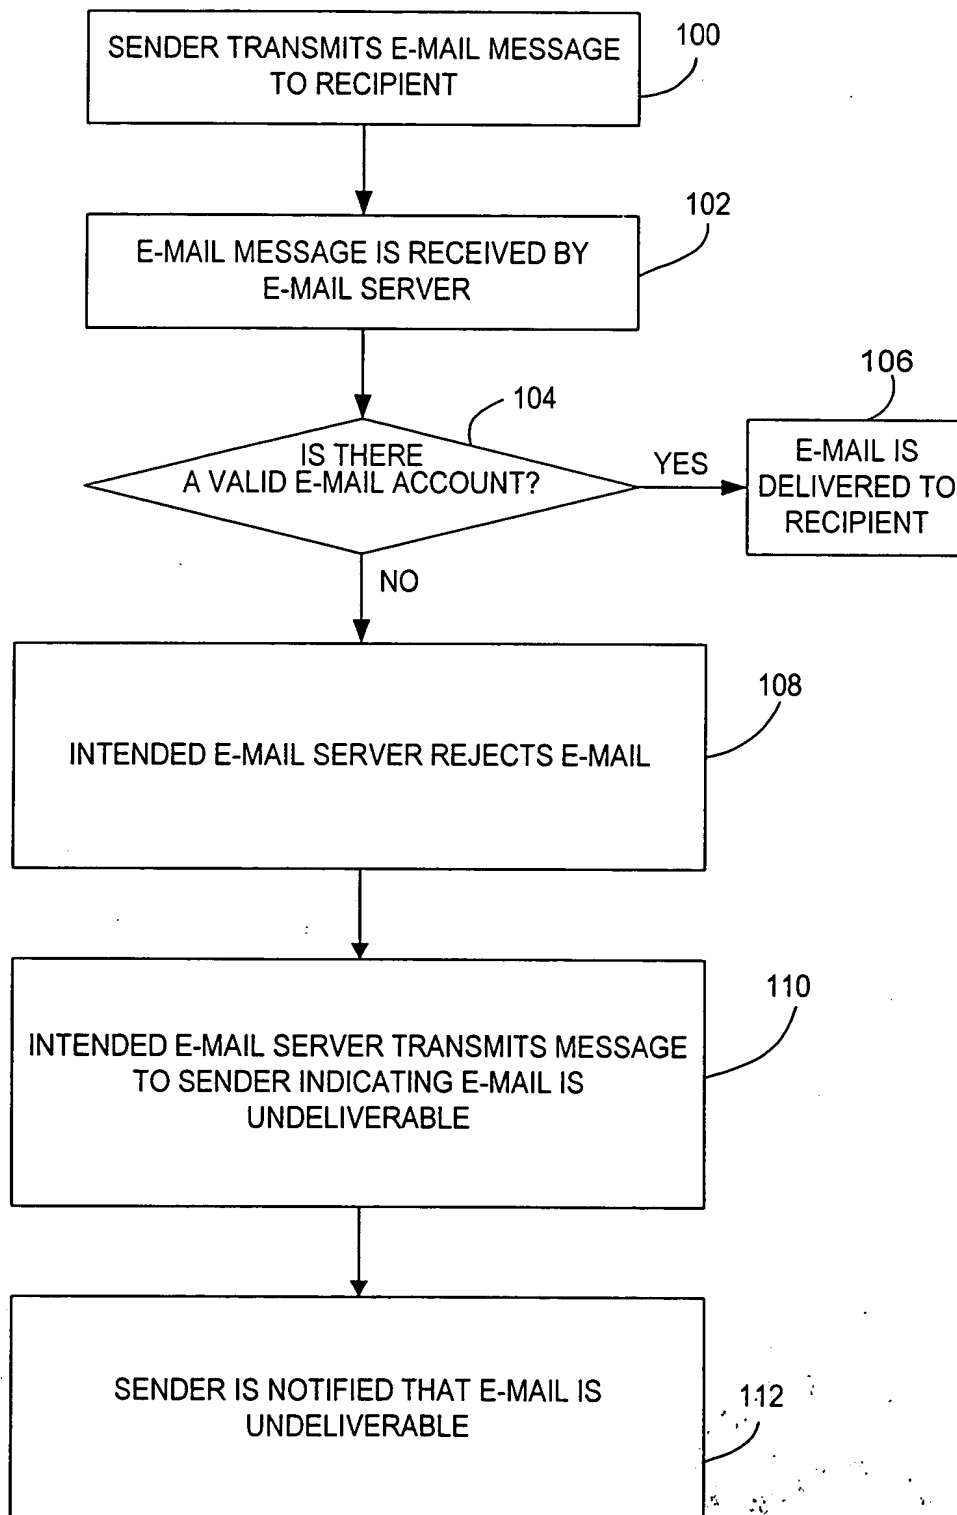 SENDER TRANSMITS E-MAIL MESSAGE
TO RECIPIENT
100
E-MAIL MESSAGE IS RECEIVED BY
E-MAIL SERVER
102
IS THERE
A VALID E-MAIL ACCOUNT?
104
YES
106
E-MAIL IS
DELIVERED TO
RECIPIENT
NO
INTENDED E-MAIL SERVER REJECTS E-MAIL
108
INTENDED E-MAIL SERVER TRANSMITS MESSAGE
TO SENDER INDICATING E-MAIL IS
UNDELIVERABLE
110
SENDER IS NOTIFIED THAT E-MAIL IS
UNDELIVERABLE
112